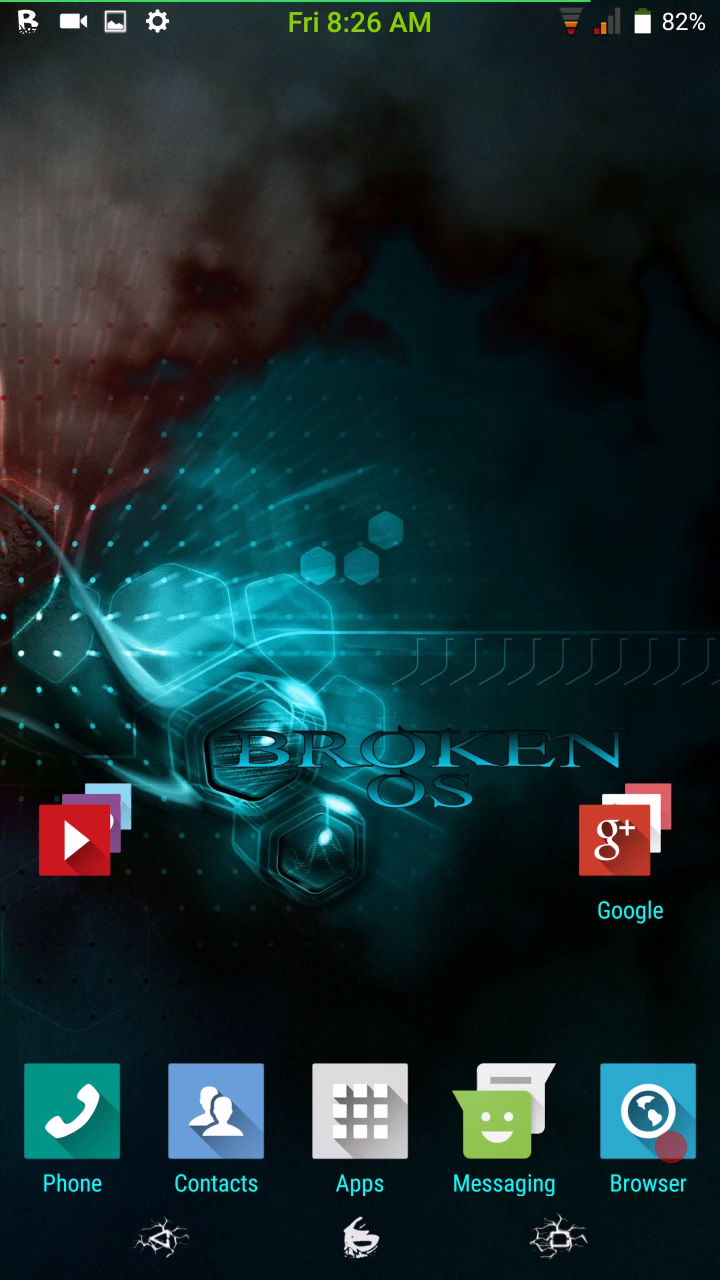 Fri 8:26 AM
82%
BROKEN
OS
g+
Google
Phone
Contacts
Apps
Messaging
Browser